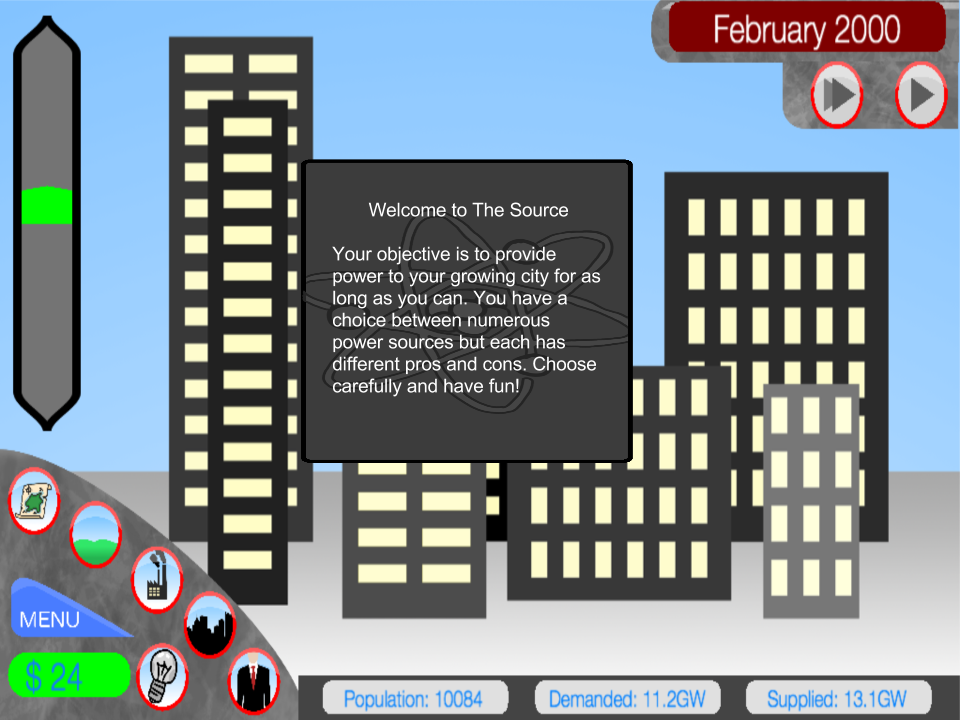 February 2000
Welcome to The Source
Your objective is to provide
power to your growing city for as
long as you can. You have a
choice between numerous
power sources but each has
different pros and cons. Choose
carefully and have fun!
MENU
$ 24
Population: 10084
Demanded: 11.2GW
Supplied: 13.1GW